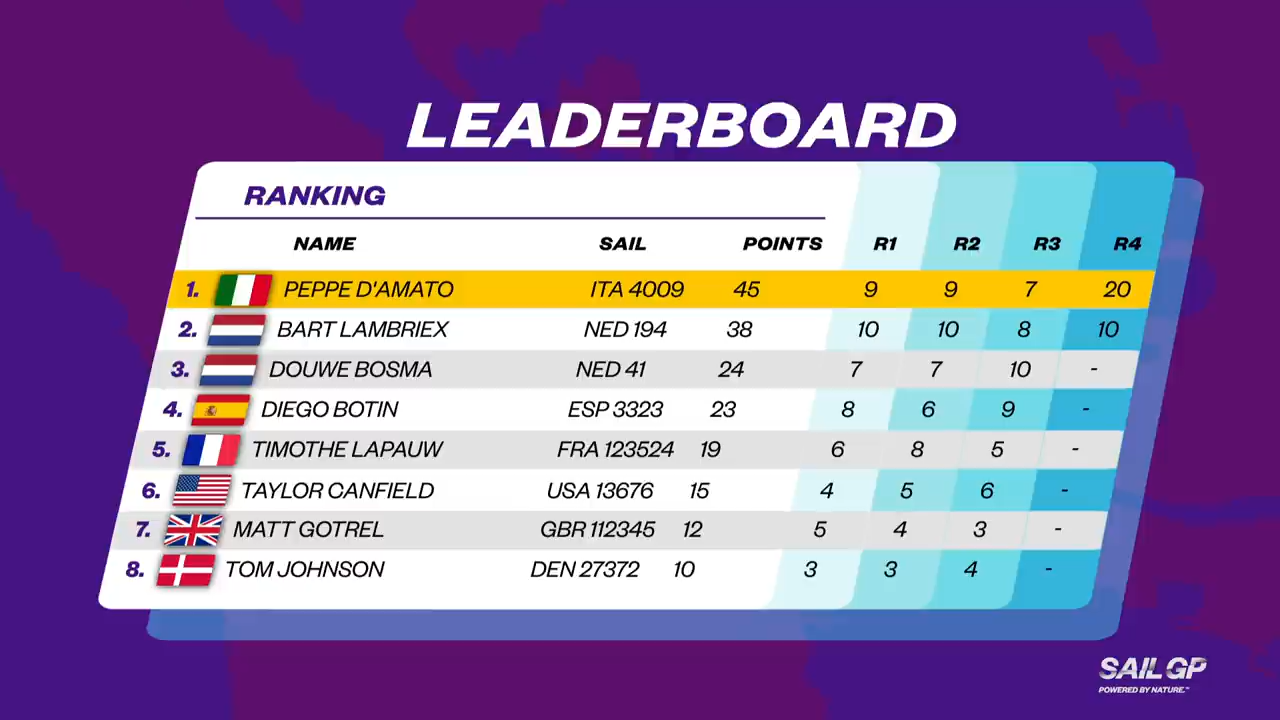 LEADERBOARD
RANKING
NAME SAIL POINTS R1 R2 R3 R4
1. PEPPE D'AMATO ITA 4009 45 9 9 7 20
2. BART LAMBRIEX NED 194 38 10 10 8 10
3. DOUWE BOSMA NED 41 24 7 7 10 -
4. DIEGO BOTIN ESP 3323 23 8 6 9 -
5. TIMOTHE LAPAUW FRA 123524 19 6 8 5 -
6. TAYLOR CANFIELD USA 13676 15 4 5 6 -
7. MATT GOTREL GBR 112345 12 5 4 3 -
8. TOM JOHNSON DEN 27372 10 3 3 4 -
SAIL GP
POWERED BY NATURE.™